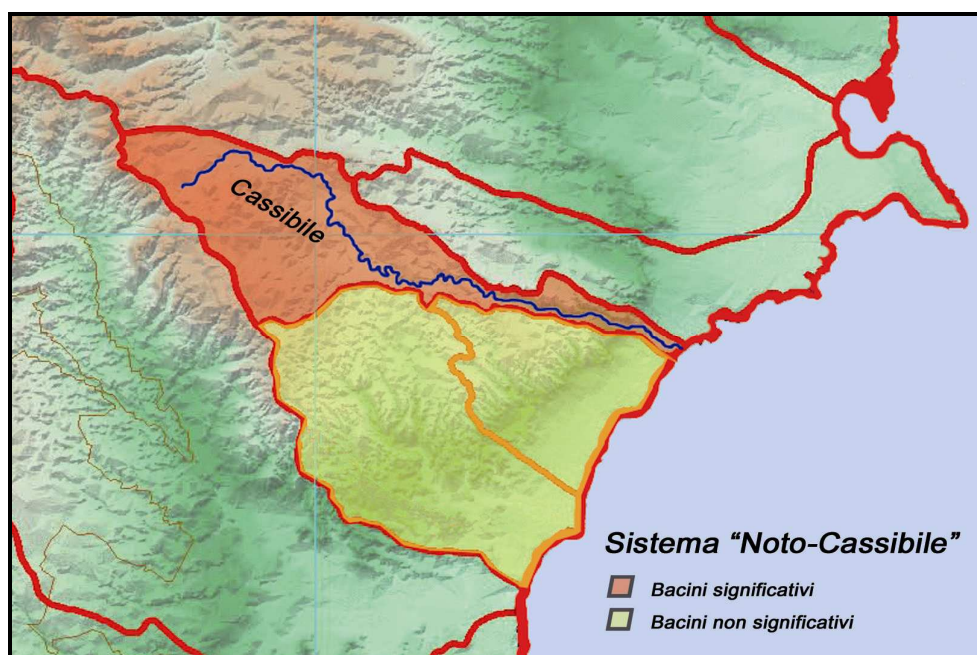 Cassibile
Sistema “Noto-Cassibile”
Bacini significativi
Bacini non significativi